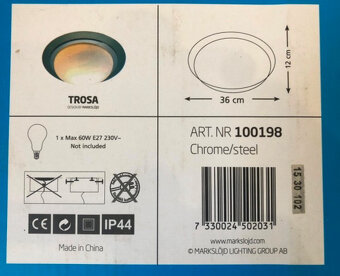 TROSA
DESIGN BY MARKSLÖJD
36 cm
12 cm
1 x Max 60W E27 230V~
Not included
ART. NR 100198
Chrome/steel
CE
IP44
Made in China
7 330024 502031
15 30 102
www.markslojd.com
© MARKSLÖJD LIGHTING GROUP AB